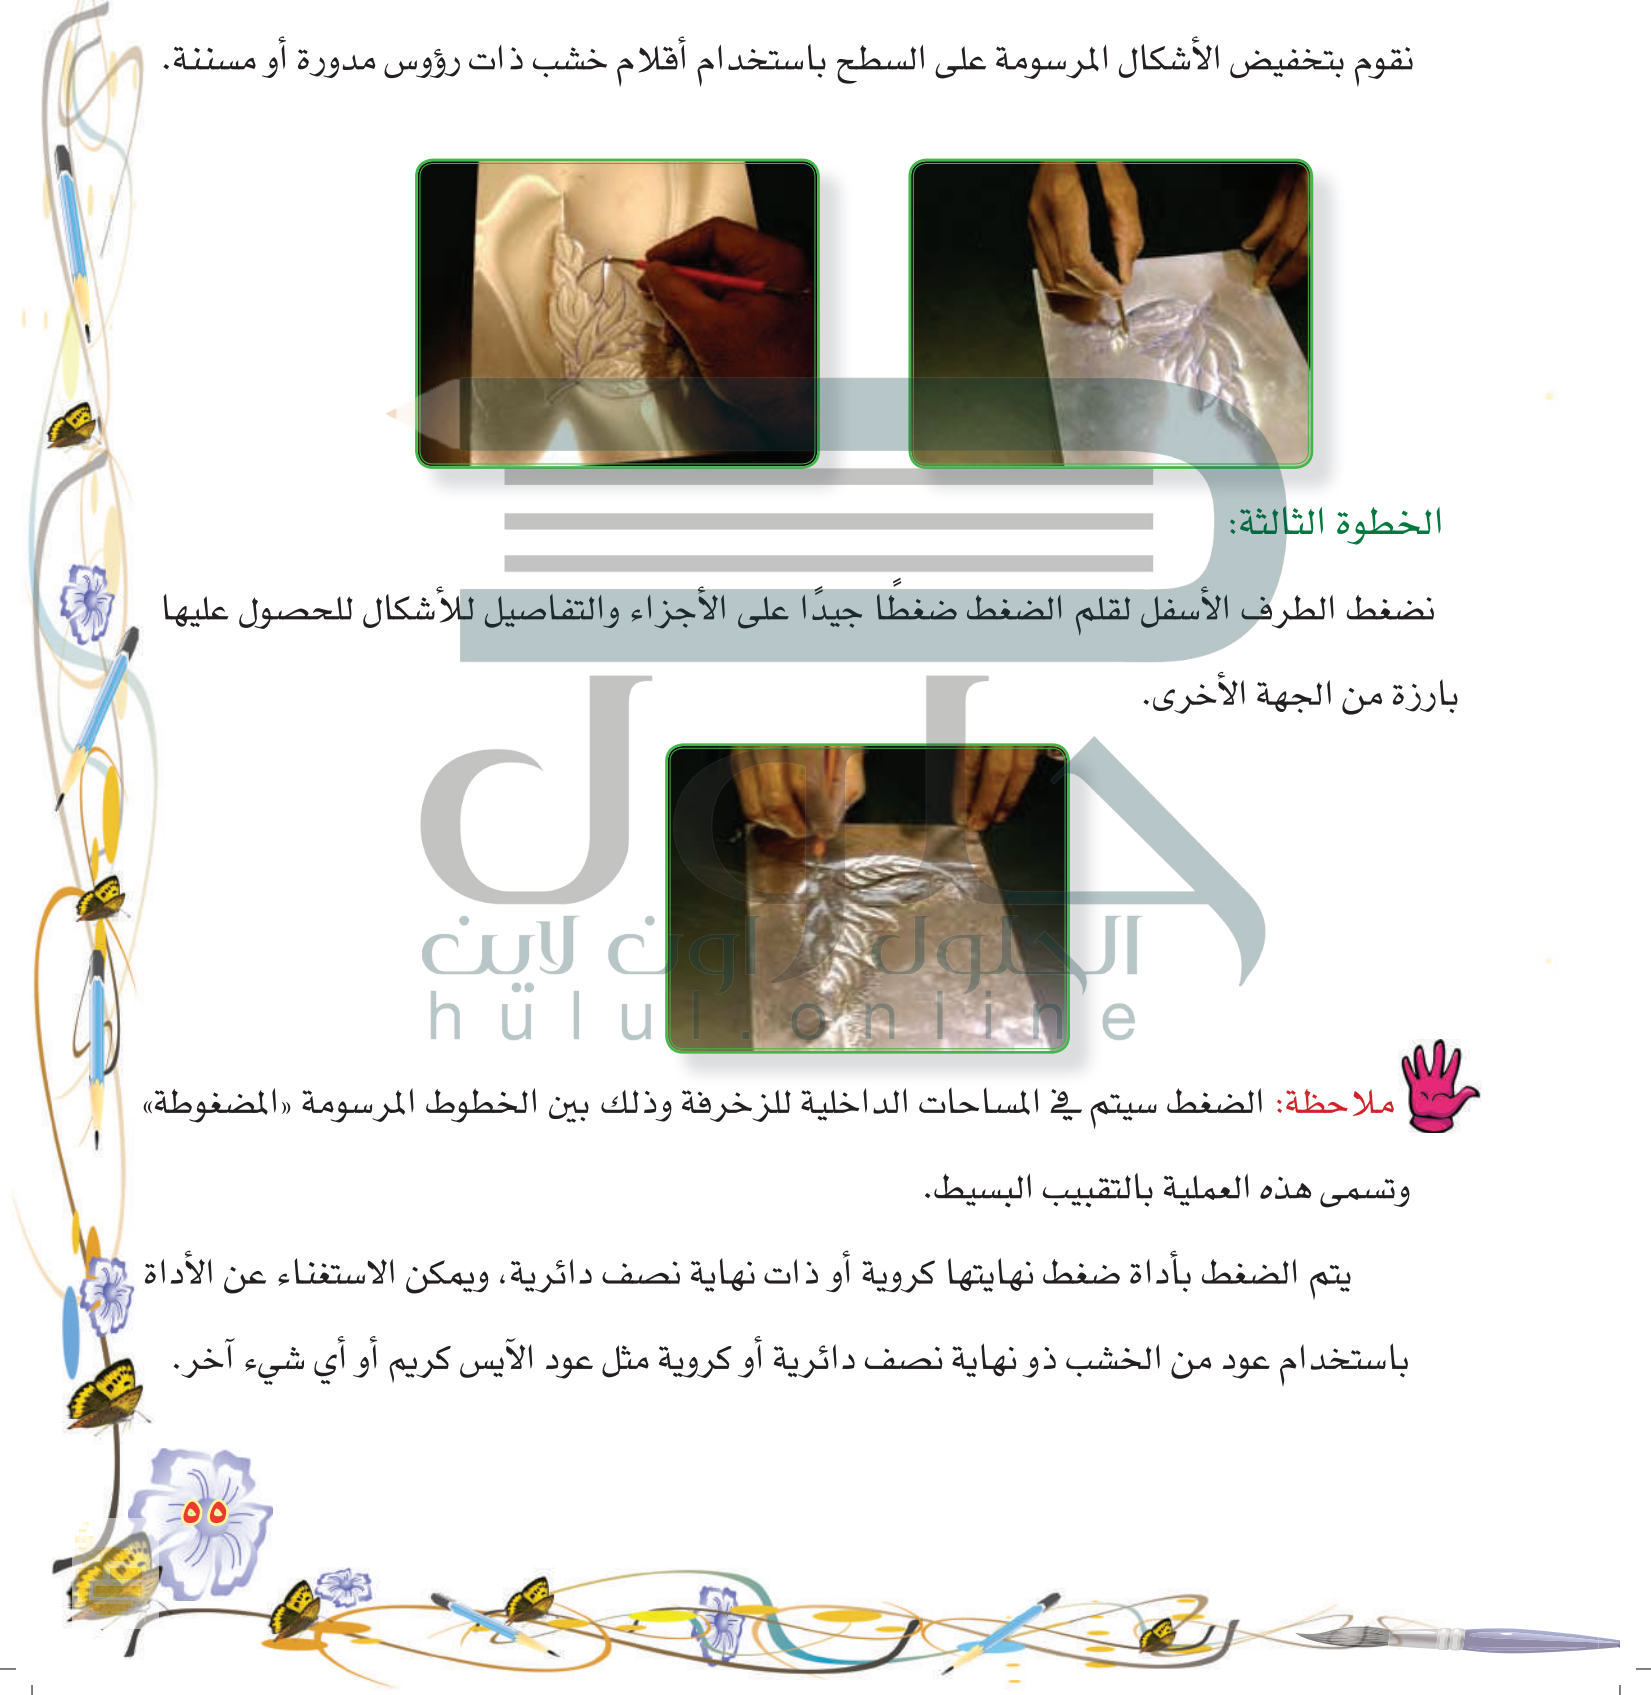 نقوم بتخفيض الأشكال المرسومة على السطح باستخدام أقلام خشب ذات رؤوس مدورة أو مسننة.
الخطوة الثالثة:
نضغط الطرف الأسفل لقلم الضغط ضغطًا جيدًا على الأجزاء والتفاصيل للأشكال للحصول عليها
بارزة من الجهة الأخرى.
حلول
الحلول اون لاين
hülul.online
ملاحظة: الضغط سيتم في المساحات الداخلية للزخرفة وذلك بين الخطوط المرسومة «المضغوطة»
وتسمى هذه العملية بالتقبيب البسيط.
يتم الضغط بأداة ضغط نهايتها كروية أو ذات نهاية نصف دائرية، ويمكن الاستغناء عن الأداة
باستخدام عود من الخشب ذو نهاية نصف دائرية أو كروية مثل عود الآيس كريم أو أي شيء آخر.
٥٥